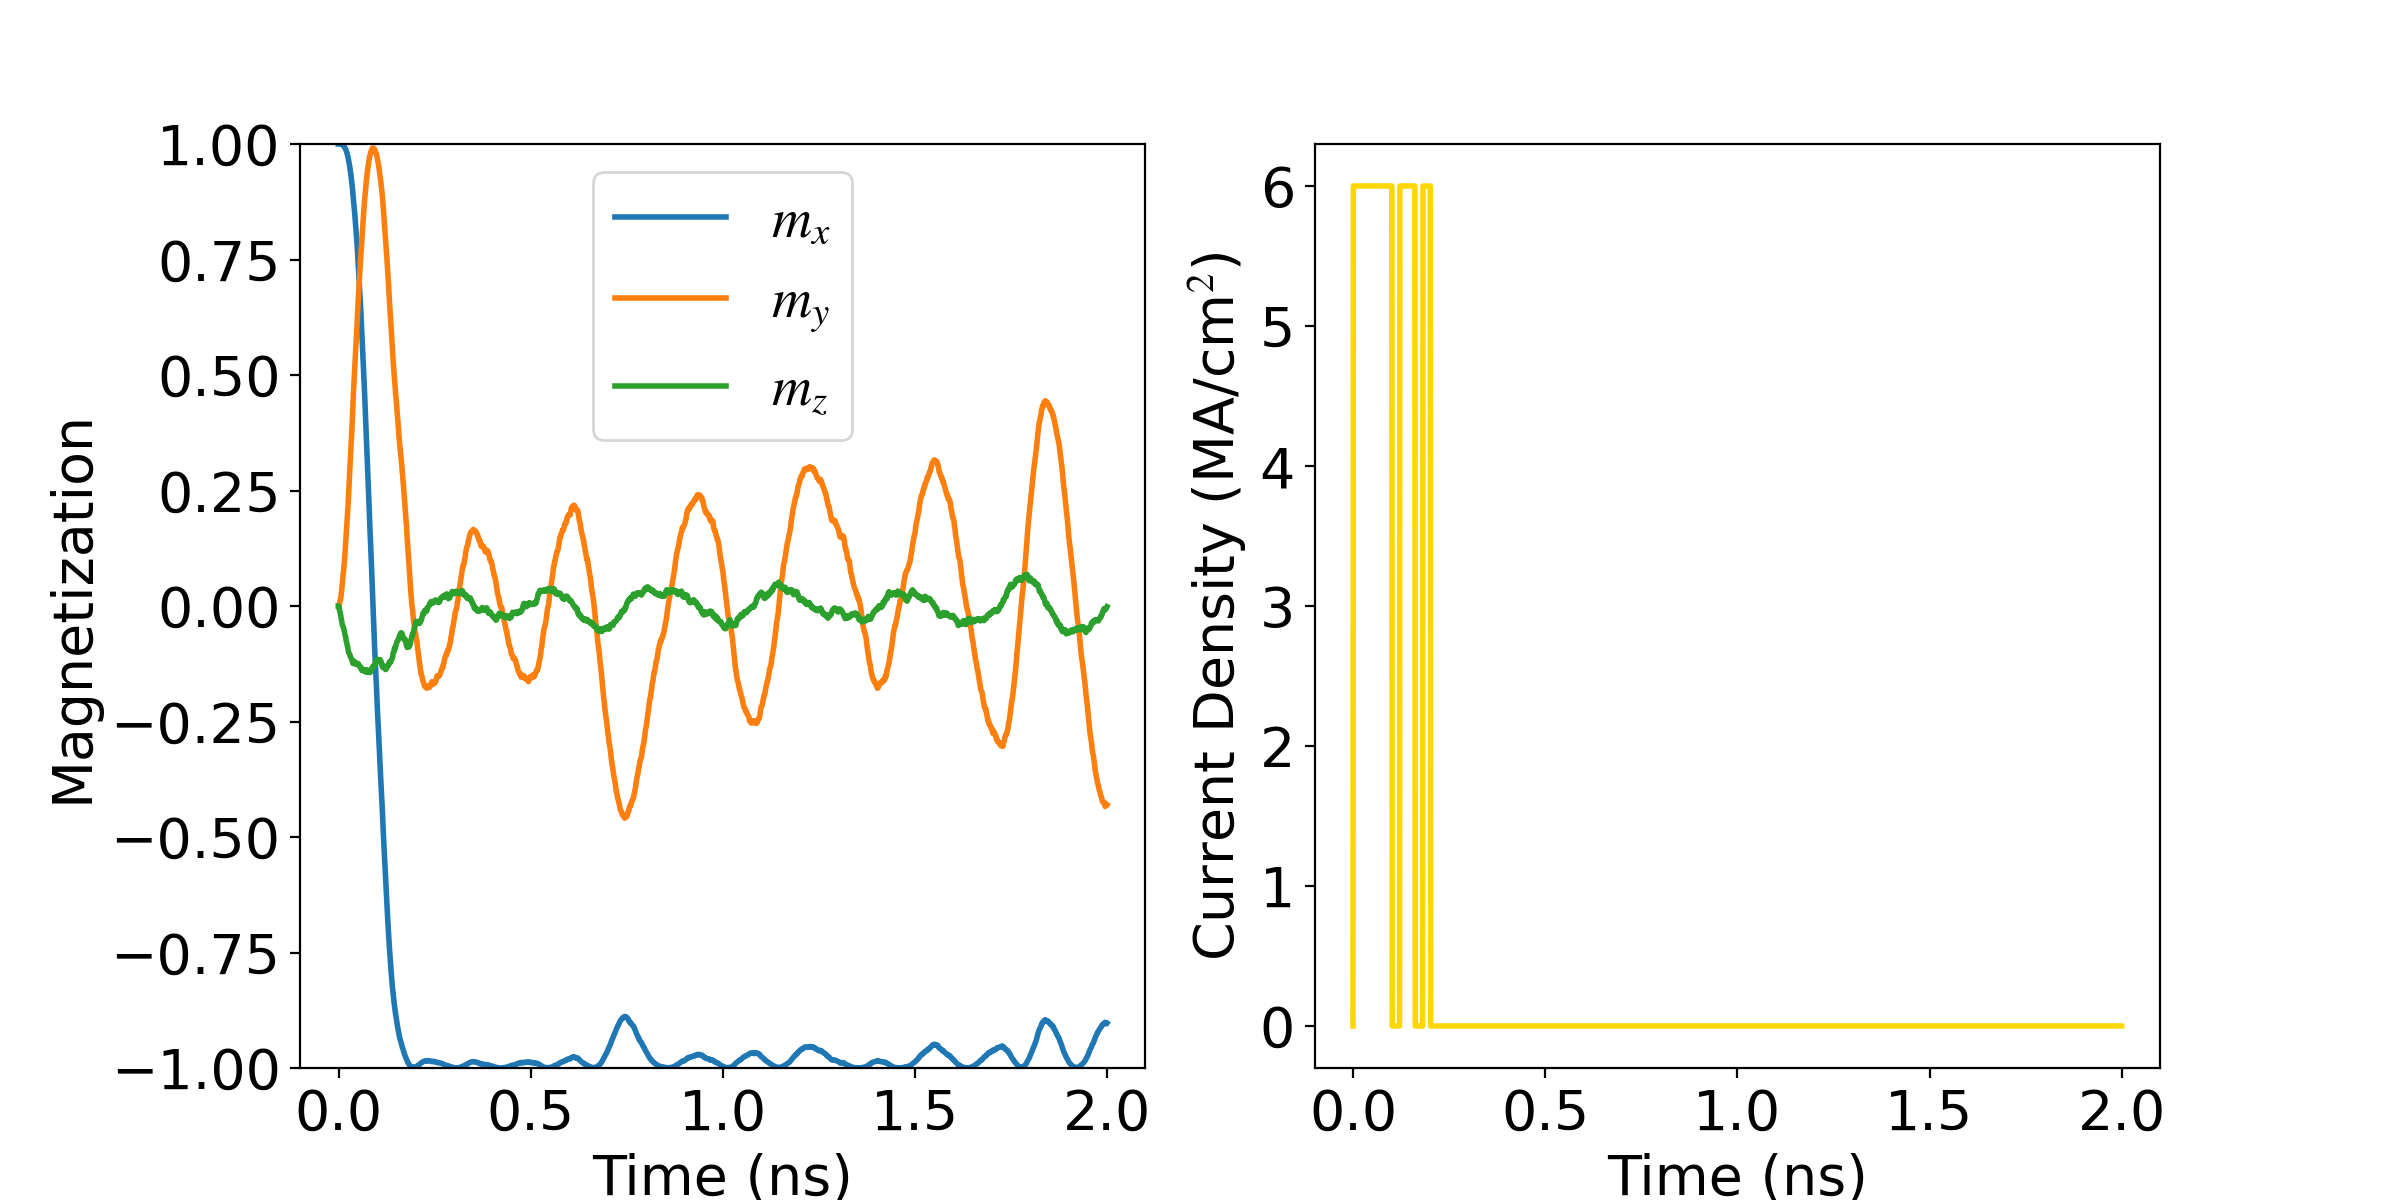 1.00
0.75
0.50
0.25
0.00
−0.25
−0.50
−0.75
−1.00
Magnetization
0.0 0.5 1.0 1.5 2.0
Time (ns)
m_x
m_y
m_z
6
5
4
3
2
1
0
Current Density (MA/cm²)
0.0 0.5 1.0 1.5 2.0
Time (ns)